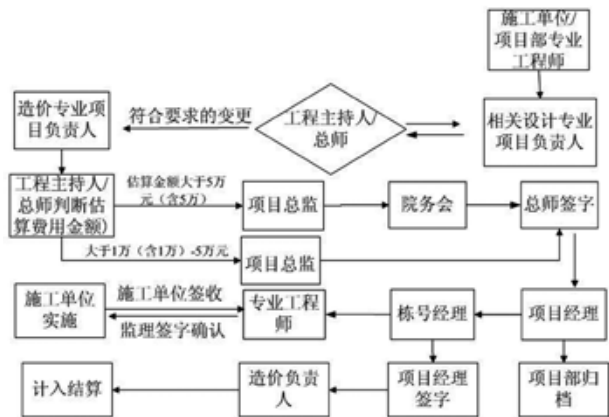 施工单位/
项目部专业
工程师
造价专业项
目负责人
符合要求的变更
工程主持人/
总师
相关设计专业
项目负责人
工程主持人/
总师判断估
算费用金额)
估算金额大于5万
元（含5万）
项目总监
院务会
总师签字
大于1万（含1万）-5万元
项目总监
施工单位
实施
施工单位签收
监理签字确认
专业工程
师
栋号经理
项目经理
计入结算
造价负责
人
项目经理
签字
项目部归
档